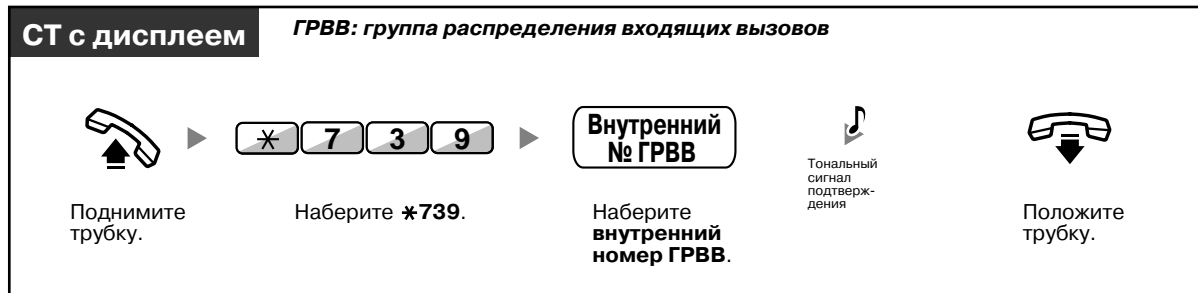 СТ с дисплеем
ГРВВ: группа распределения входящих вызовов
✳ 7 3 9
Внутренний
№ ГРВВ
Тональный
сигнал
подтверж-
дения
Поднимите
трубку.
Наберите ✳739.
Наберите
внутренний
номер ГРВВ.
Положите
трубку.